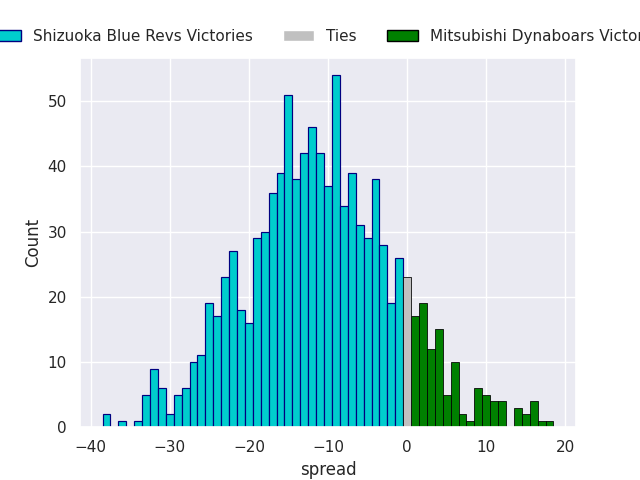 Shizuoka Blue Revs Victories Ties Mitsubishi Dynaboars Victor
50
40
30
20
10
0
Count
−40 −30 −20 −10 0 10 20
spread